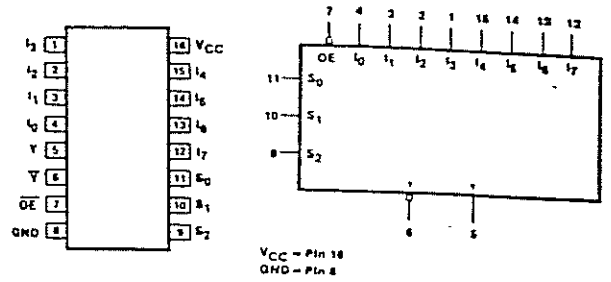 I3 1
I2 2
I1 3
I0 4
Y 5
Y 6
OE 7
GND 8
16 VCC
15 I4
14 I5
13 I6
12 I7
11 S0
10 S1
9 S2
7 4 3 2 1 15 14 13 12
OE I0 I1 I2 I3 I4 I5 I6 I7
11 S0
10 S1
9 S2
Y Y
6 5
VCC = Pin 16
GND = Pin 8